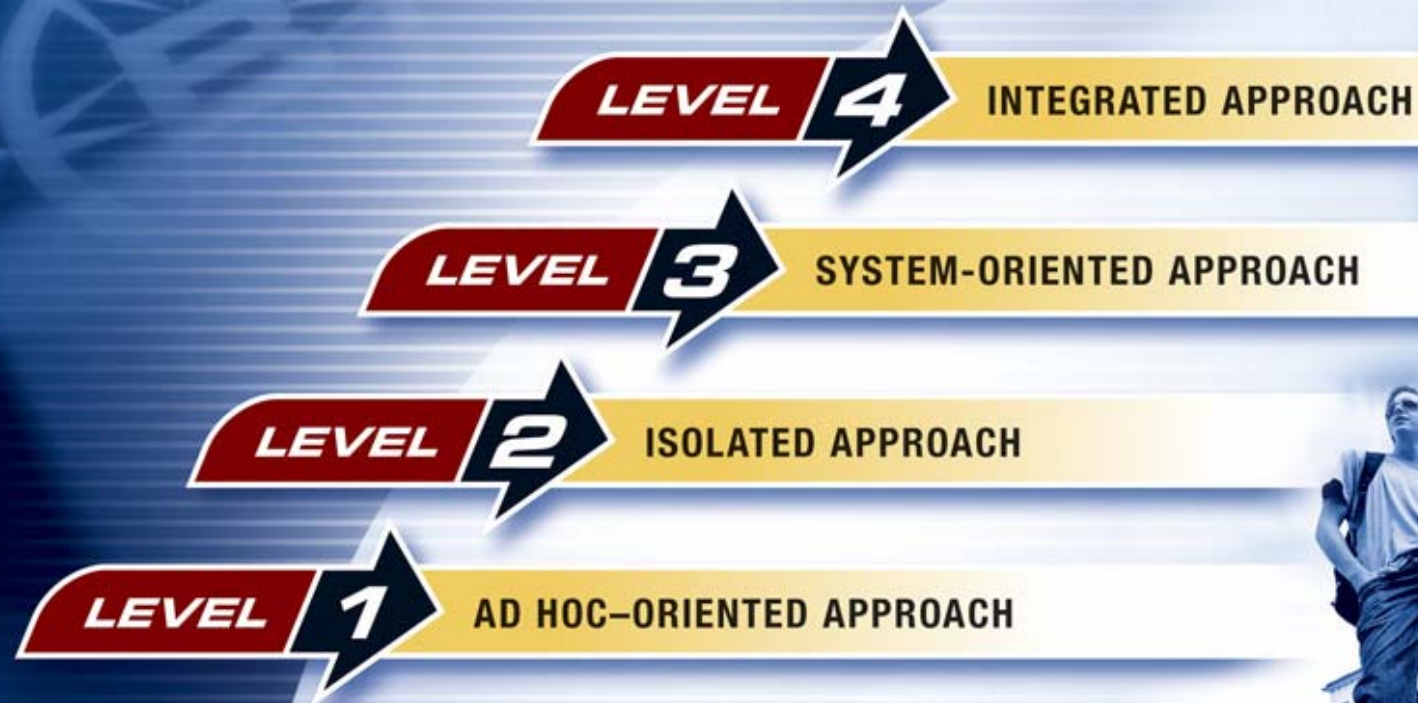 LEVEL 4 INTEGRATED APPROACH
LEVEL 3 SYSTEM-ORIENTED APPROACH
LEVEL 2 ISOLATED APPROACH
LEVEL 1 AD HOC–ORIENTED APPROACH